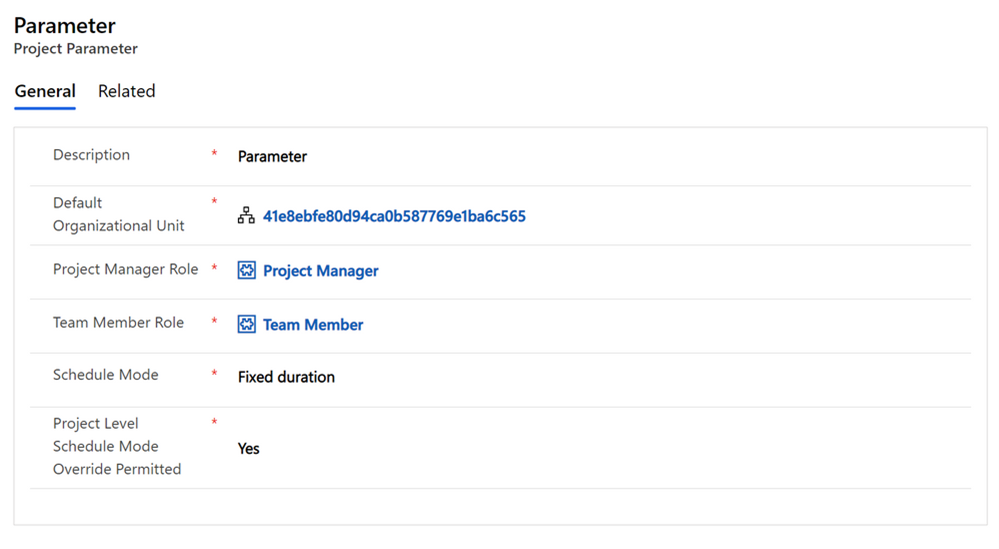 Parameter
Project Parameter
General Related
Description * Parameter
Default
Organizational Unit * 41e8ebfe80d94ca0b587769e1ba6c565
Project Manager Role * Project Manager
Team Member Role * Team Member
Schedule Mode * Fixed duration
Project Level *
Schedule Mode
Override Permitted Yes